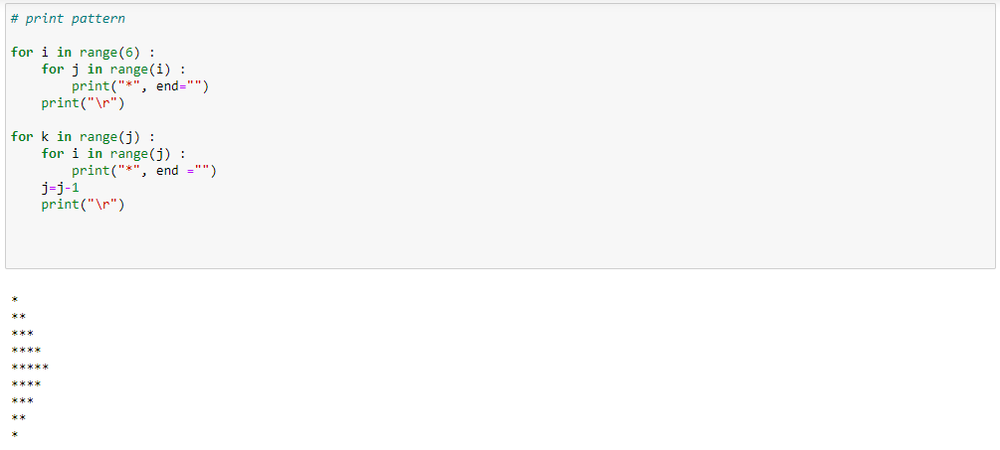 # print pattern
for i in range(6) :
    for j in range(i) :
        print("*", end="")
    print("\r")
for k in range(j) :
    for i in range(j) :
        print("*", end ="")
    j=j-1
    print("\r")
*
**
***
****
*****
****
***
**
*